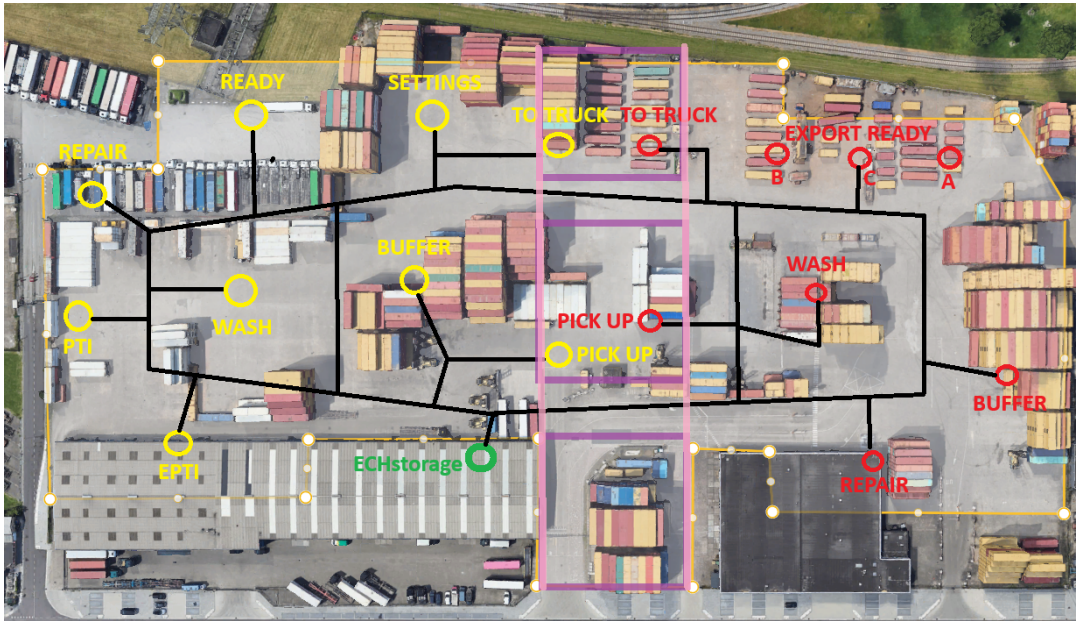 READY
SETTINGS
TO TRUCK
TO TRUCK
EXPORT READY
B
C
A
REPAIR
BUFFER
WASH
PTI
WASH
PICK UP
PICK UP
BUFFER
EPTI
ECHstorage
REPAIR